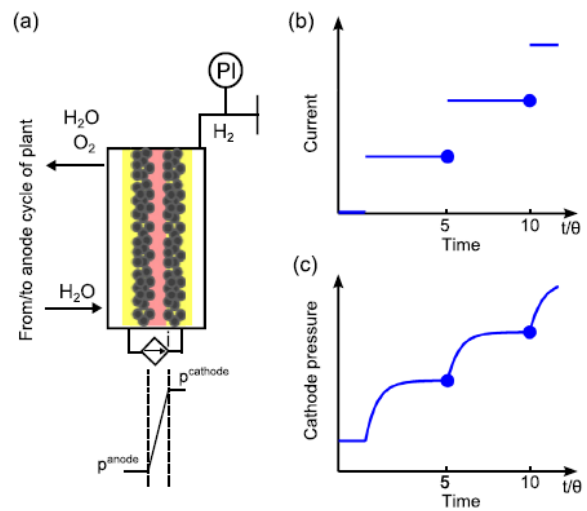 (a)
PI
H₂O
O₂
H₂
From/to anode cycle of plant
H₂O
p^cathode
p^anode
(b)
Current
5
10
t/θ
Time
(c)
Cathode pressure
5
10
t/θ
Time